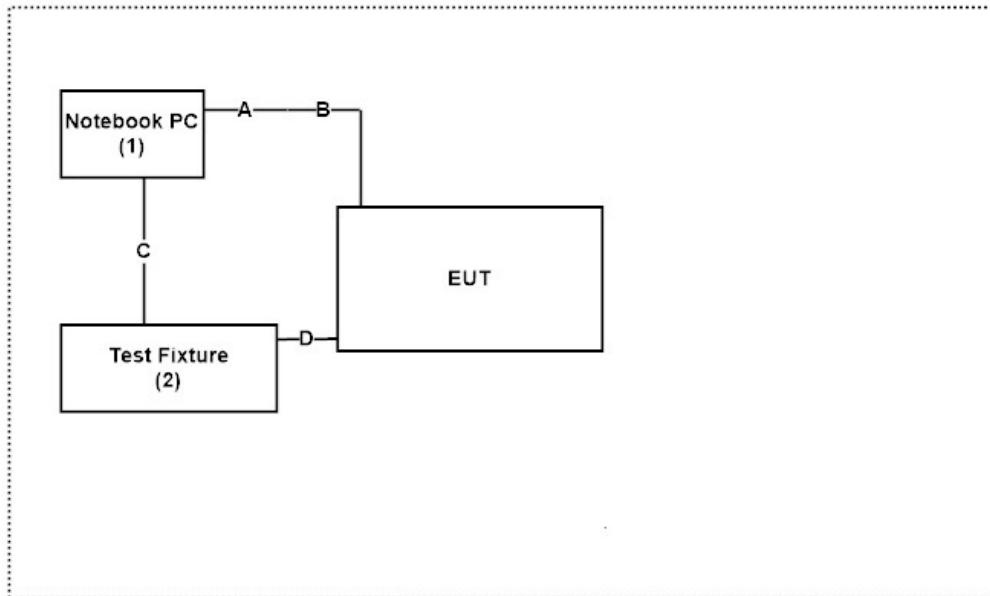 A
B
Notebook PC
(1)
C
EUT
D
Test Fixture
(2)